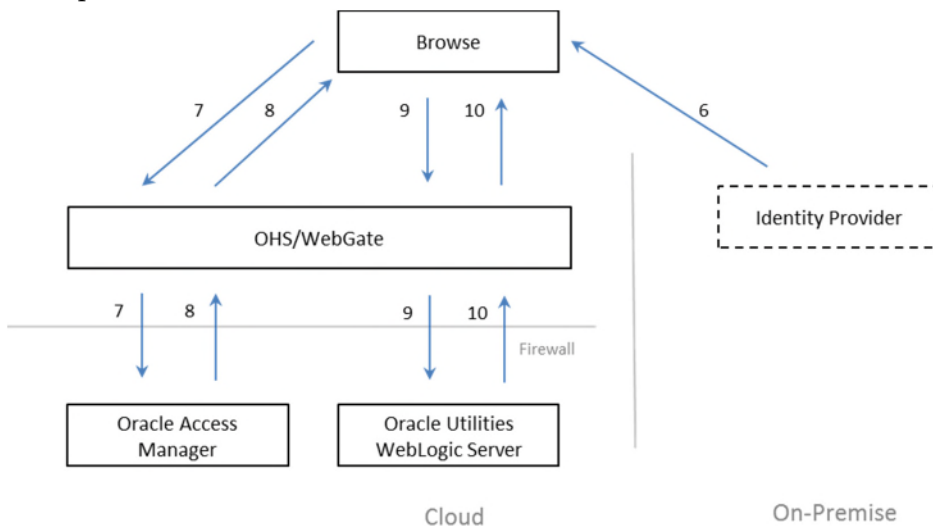 Browse
7
8
9
10
6
OHS/WebGate
Identity Provider
7
8
9
10
Firewall
Oracle Access
Manager
Oracle Utilities
WebLogic Server
Cloud
On-Premise